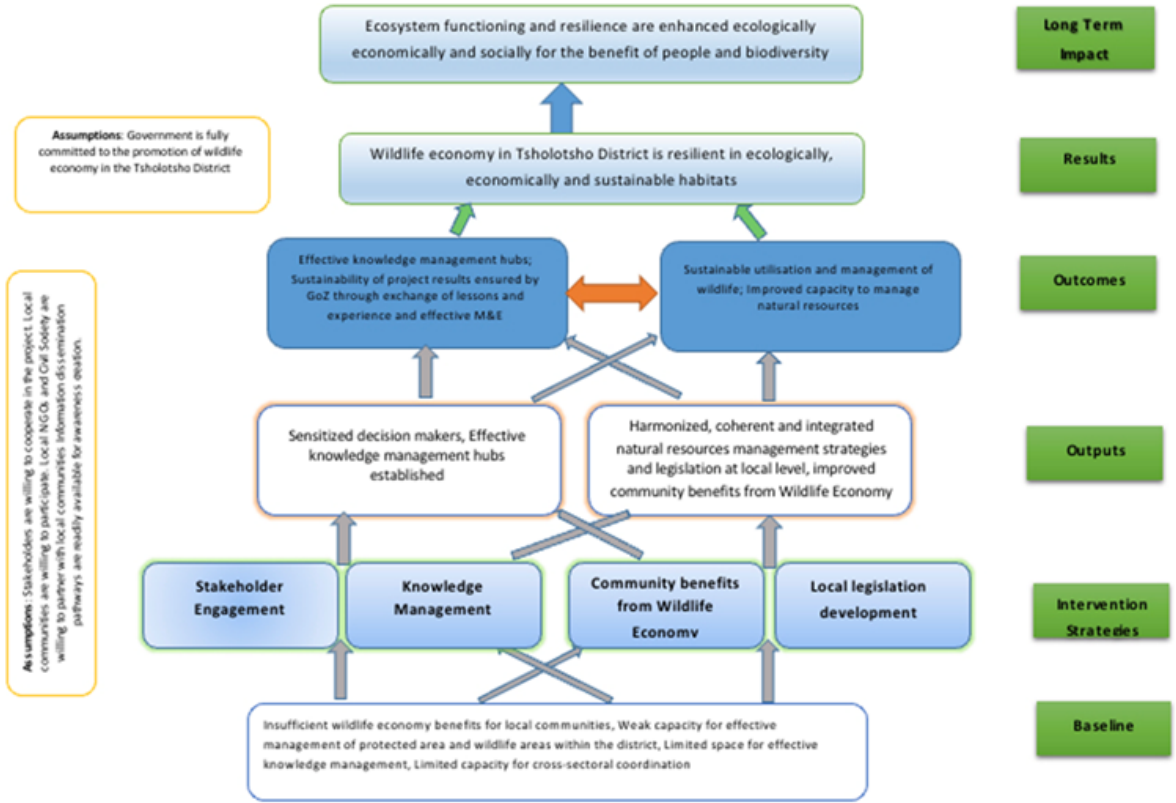 Ecosystem functioning and resilience are enhanced ecologically
economically and socially for the benefit of people and biodiversity
Long Term
Impact
Assumptions: Government is fully
committed to the promotion of wildlife
economy in the Tsholotsho District
Wildlife economy in Tsholotsho District is resilient in ecologically,
economically and sustainable habitats
Results
Effective knowledge management hubs;
Sustainability of project results ensured by
GoZ through exchange of lessons and
experience and effective M&E
Sustainable utilisation and management of
wildlife; Improved capacity to manage
natural resources
Outcomes
Assumptions: Stakeholders are willing to cooperate in the project. Local
communities are willing to participate. Local NGOs and Civil Society are
willing to partner with local communities Information dissemination
pathways are readily available for awareness creation.
Sensitized decision makers, Effective
knowledge management hubs
established
Harmonized, coherent and integrated
natural resources management strategies
and legislation at local level, improved
community benefits from Wildlife Economy
Outputs
Stakeholder
Engagement
Knowledge
Management
Community benefits
from Wildlife
Economy
Local legislation
development
Intervention
Strategies
Insufficient wildlife economy benefits for local communities, Weak capacity for effective
management of protected area and wildlife areas within the district, Limited space for effective
knowledge management, Limited capacity for cross-sectoral coordination
Baseline